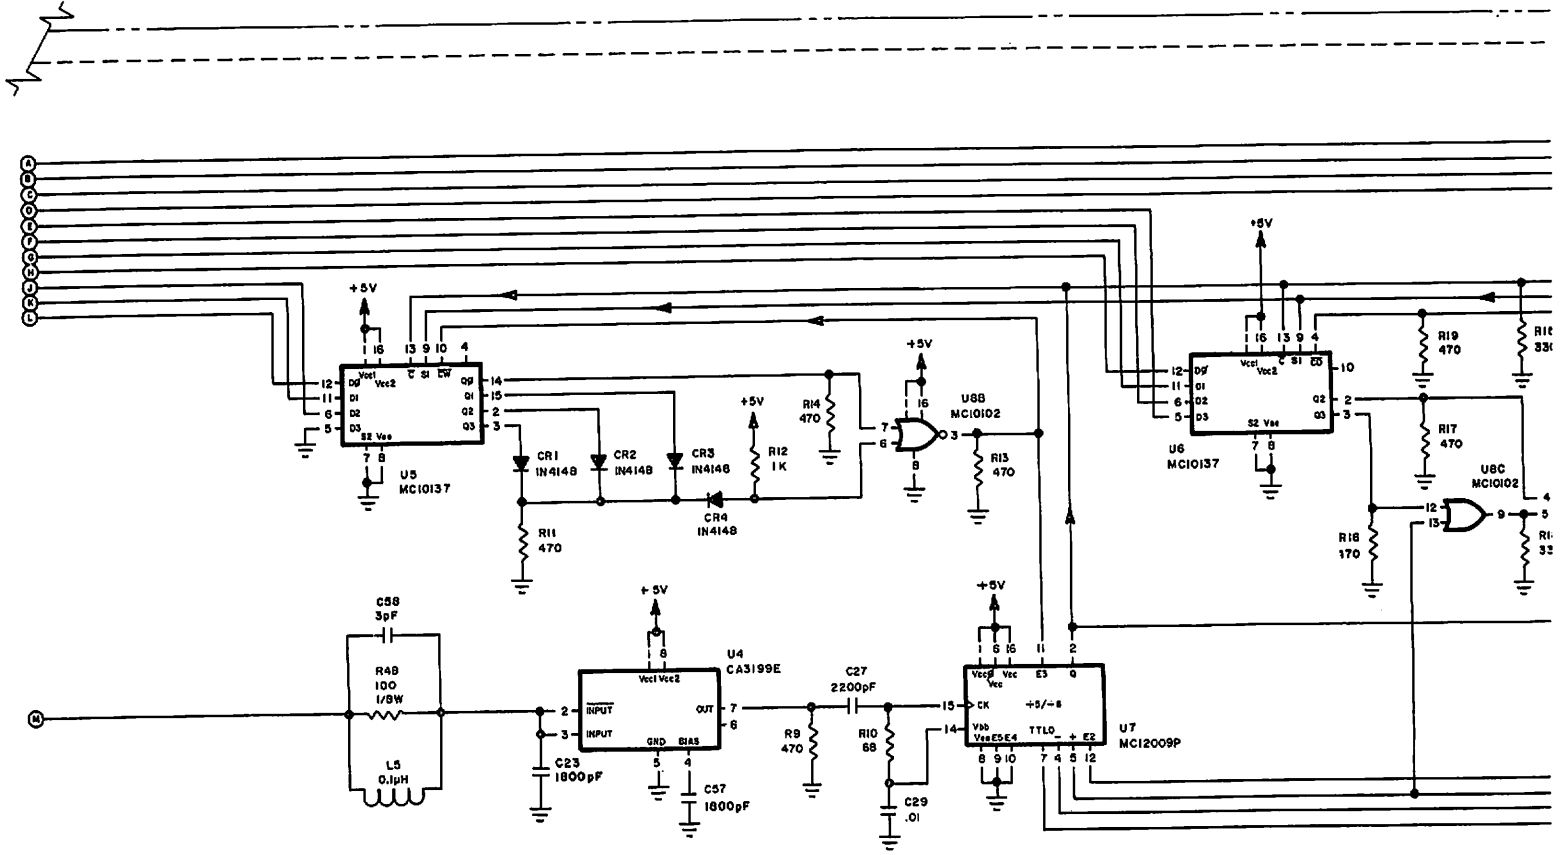 A
B
C
D
E
F
G
H
J
K
L
M
+5V
1 16 13 9 10 4
Vcc1 Vcc2 C S1 CW
12 D0
11 D1
6 D2
5 D3
Q0 14
Q1 15
Q2 2
Q3 3
S2 Vee
7 8
U5
MC10137
CR1
1N4148
CR2
1N4148
CR3
1N4148
CR4
1N4148
R11
470
R12
1K
+5V
R14
470
+5V
1 16
U8B
MC10102
7
6
3
8
R13
470
+5V
1 16 13 9 4
Vcc1 Vcc2 C S1 CO
12 D0
11 D1
6 D2
5 D3
10
Q2 2
Q3 3
S2 Vee
7 8
U6
MC10137
R19
470
R17
470
U8C
MC10102
12
13
9
4
5
R16
470
C58
3pF
R48
100
1/8W
L5
0.1µH
+5V
1 8
U4
CA3199E
Vcc1 Vcc2
2 INPUT
3 INPUT
OUT 7
6
GND BIAS
5 4
C23
1800pF
C57
1800pF
R9
470
C27
2200pF
R10
68
C29
.01
+5V
1 6 16 11 2
Vcc Vcc E3 Q
15 CK
÷5/÷6
14 Vbb
Vee E5 E4 TTLO - + E2
8 9 10 7 4 5 12
U7
MC12009P